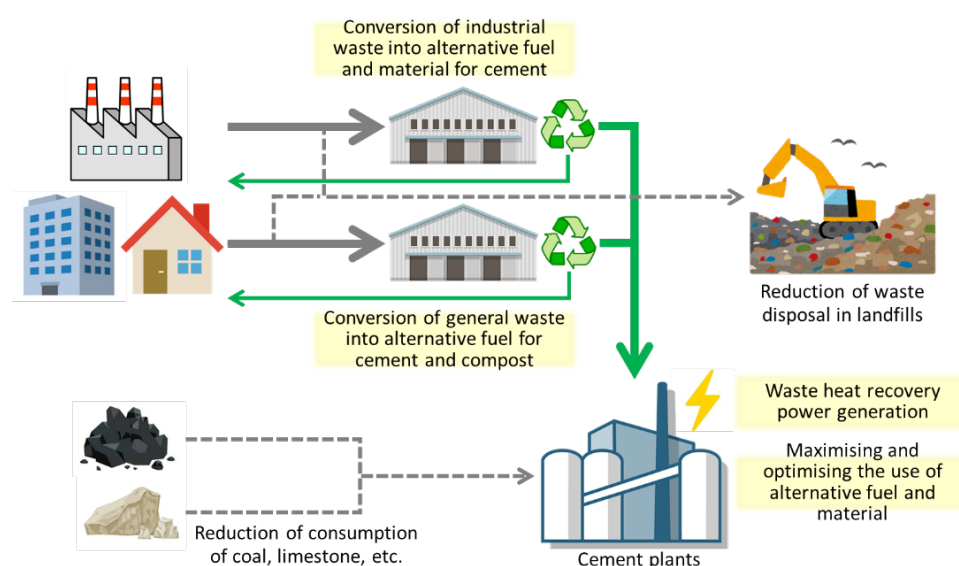 Conversion of industrial
waste into alternative fuel
and material for cement
Reduction of waste
disposal in landfills
Conversion of general waste
into alternative fuel for
cement and compost
Waste heat recovery
power generation
Maximising and
optimising the use of
alternative fuel and
material
Reduction of consumption
of coal, limestone, etc.
Cement plants